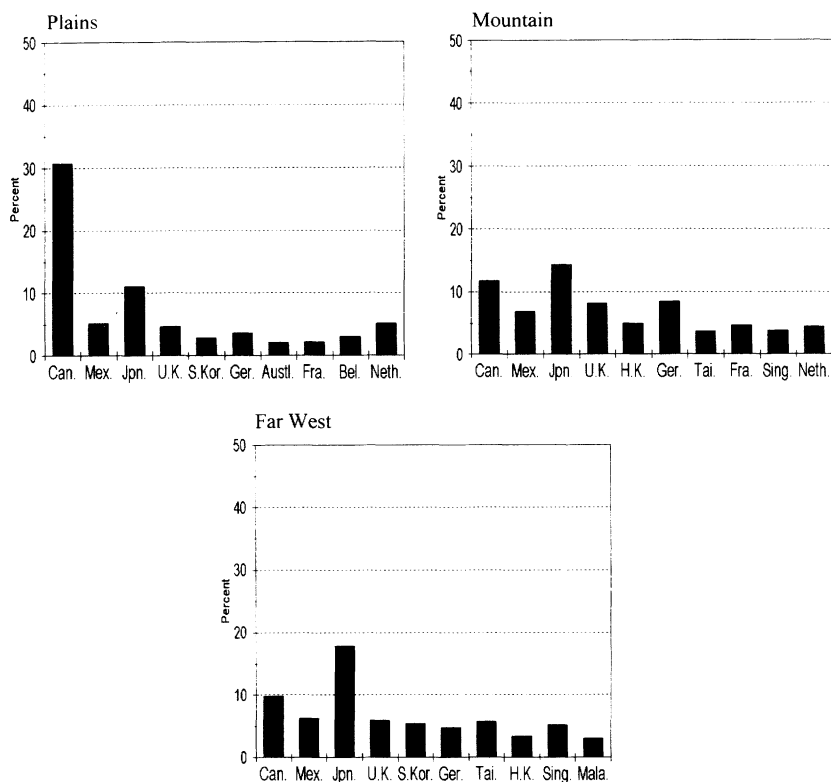 Plains
50
40
30
20
10
0
Percent
Can. Mex. Jpn. U.K. S.Kor. Ger. Austl. Fra. Bel. Neth.
Mountain
50
40
30
20
10
0
Percent
Can. Mex. Jpn U.K. H.K. Ger. Tai. Fra. Sing. Neth.
Far West
50
40
30
20
10
0
Percent
Can. Mex. Jpn. U.K. S.Kor. Ger. Tai. H.K. Sing. Mala.